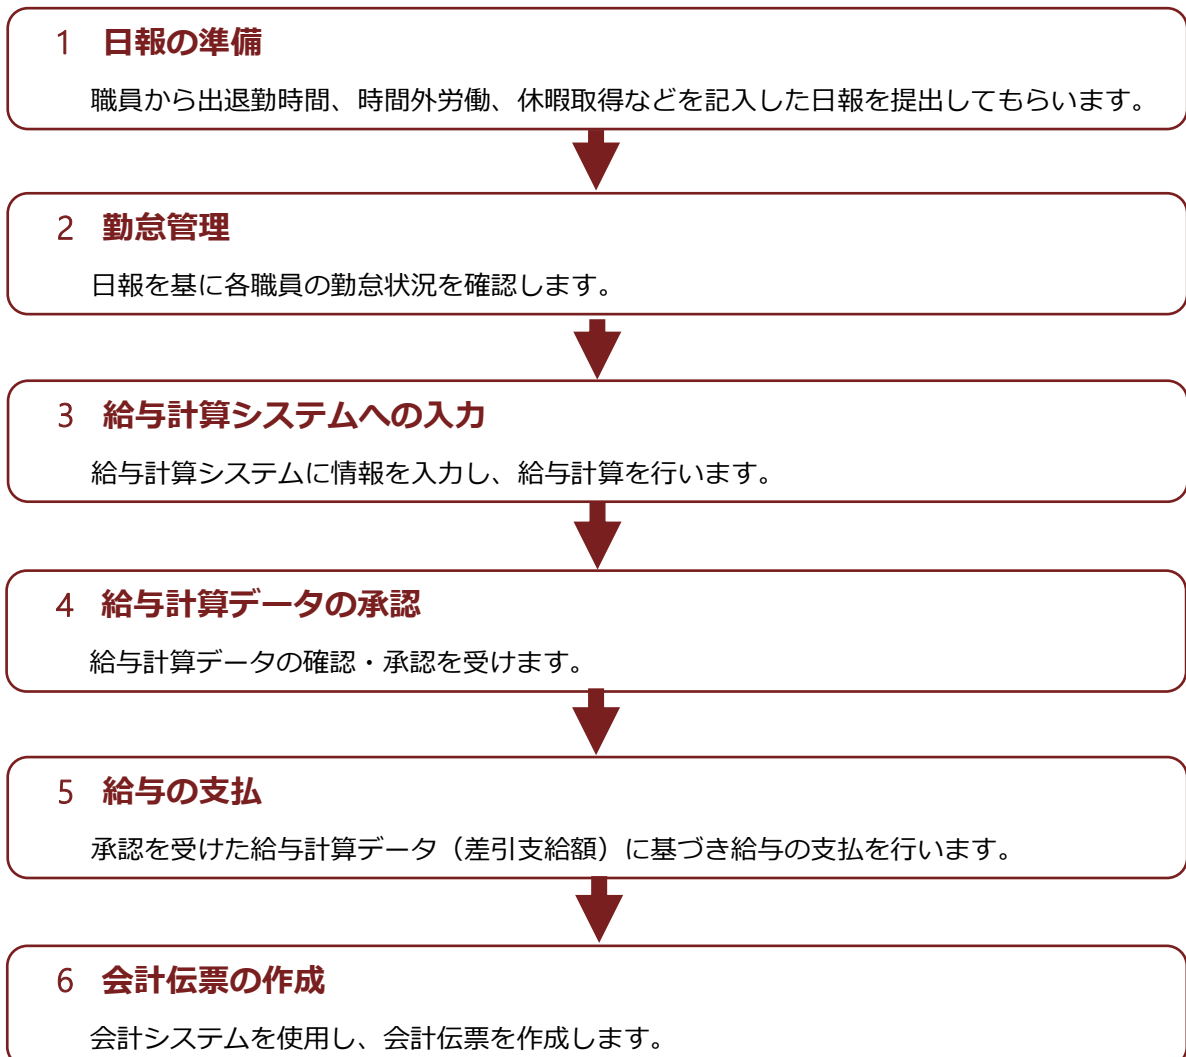 1 日報の準備
職員から出退勤時間、時間外労働、休暇取得などを記入した日報を提出してもらいます。
2 勤怠管理
日報を基に各職員の勤怠状況を確認します。
3 給与計算システムへの入力
給与計算システムに情報を入力し、給与計算を行います。
4 給与計算データの承認
給与計算データの確認・承認を受けます。
5 給与の支払
承認を受けた給与計算データ（差引支給額）に基づき給与の支払を行います。
6 会計伝票の作成
会計システムを使用し、会計伝票を作成します。